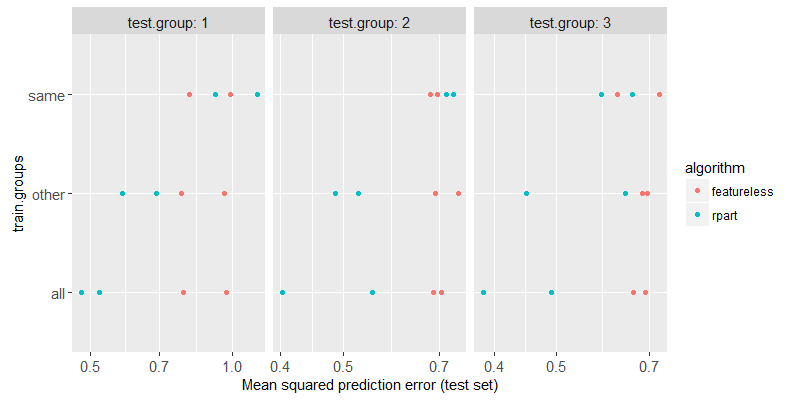 test.group: 1
test.group: 2
test.group: 3
train.groups
same
other
all
0.5
0.7
1.0
0.4
0.5
0.7
0.4
0.5
0.7
Mean squared prediction error (test set)
algorithm
featureless
rpart